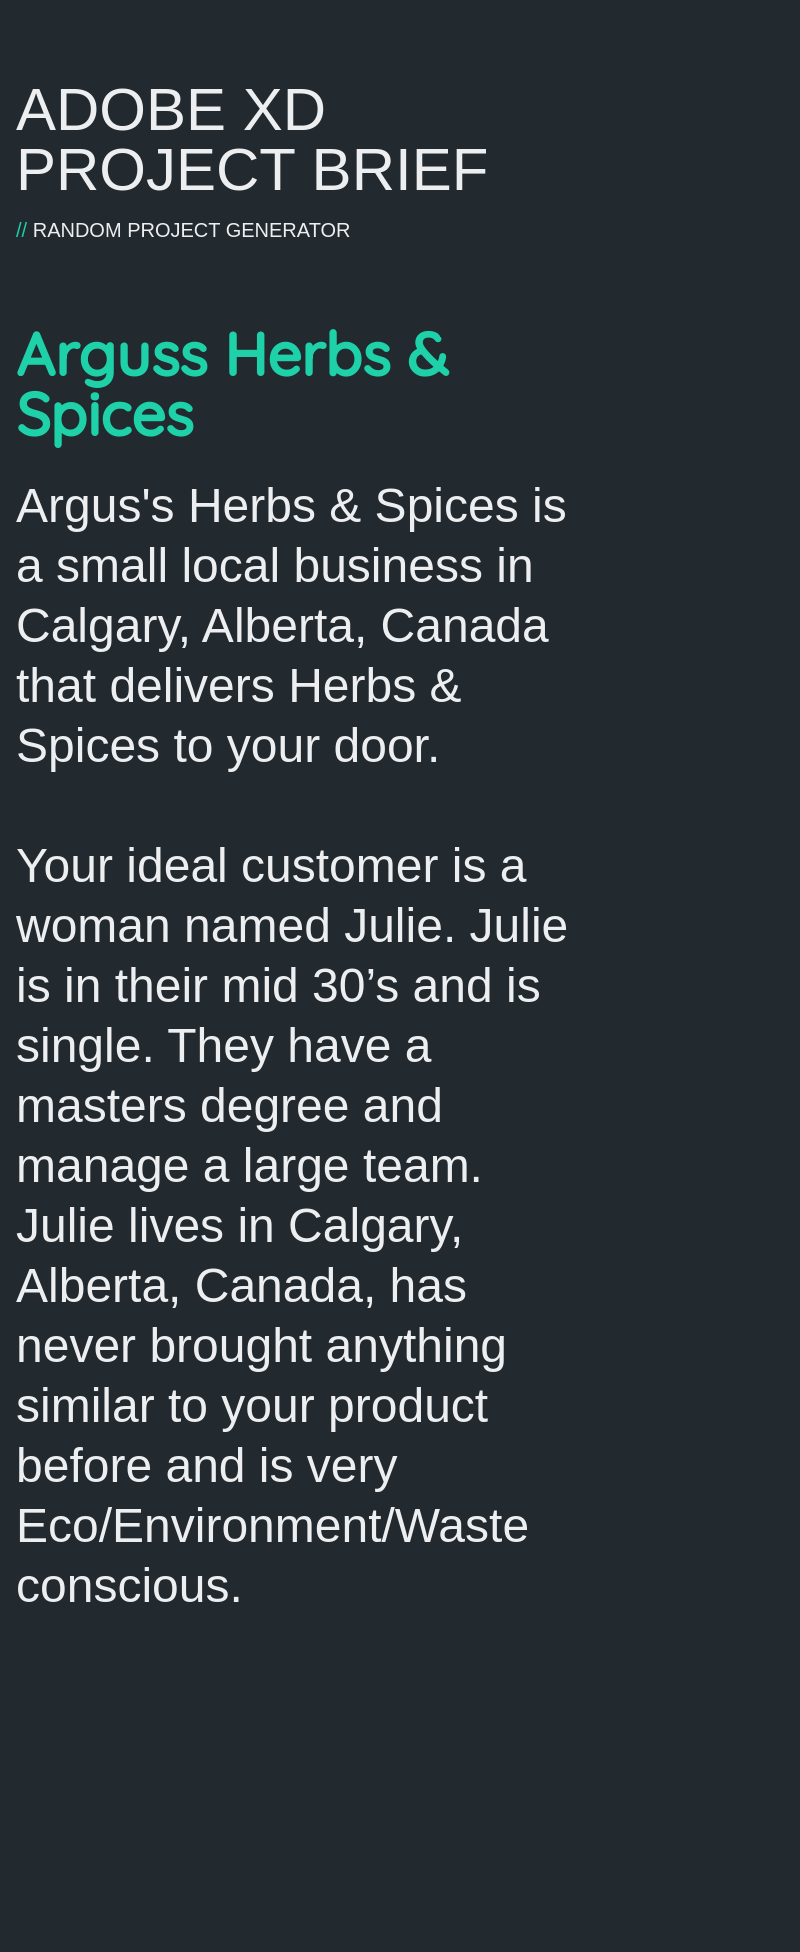 ADOBE XD
PROJECT BRIEF
// RANDOM PROJECT GENERATOR
Arguss Herbs &
Spices
Argus's Herbs & Spices is
a small local business in
Calgary, Alberta, Canada
that delivers Herbs &
Spices to your door.
Your ideal customer is a
woman named Julie. Julie
is in their mid 30’s and is
single. They have a
masters degree and
manage a large team.
Julie lives in Calgary,
Alberta, Canada, has
never brought anything
similar to your product
before and is very
Eco/Environment/Waste
conscious.